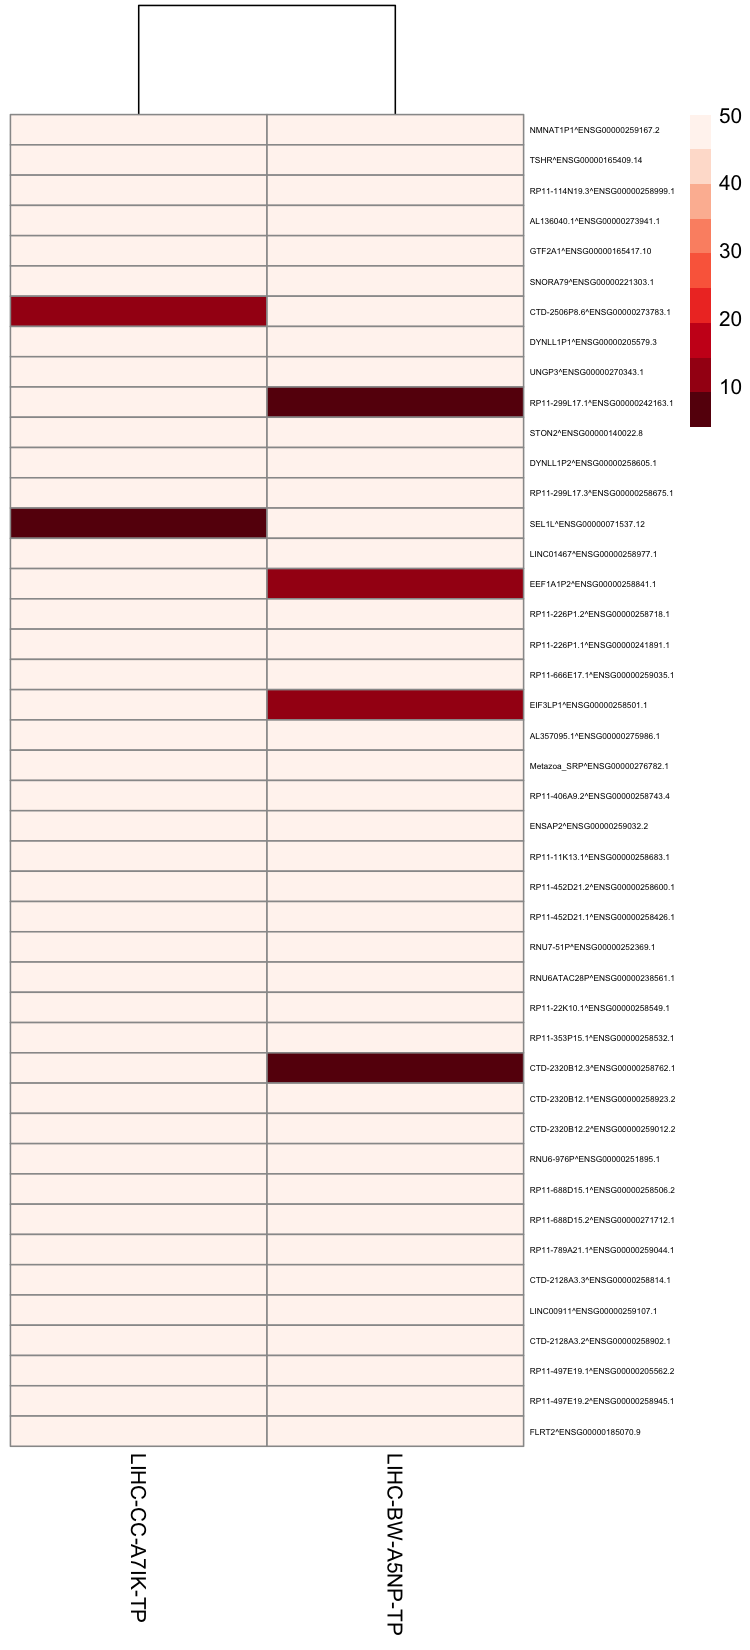 NMNAT1P1^ENSG00000259167.2
TSHR^ENSG00000165409.14
RP11-114N19.3^ENSG00000258999.1
AL136040.1^ENSG00000273941.1
GTF2A1^ENSG00000165417.10
SNORA79^ENSG00000221303.1
CTD-2506P8.6^ENSG00000273783.1
DYNLL1P1^ENSG00000205579.3
UNGP3^ENSG00000270343.1
RP11-299L17.1^ENSG00000242163.1
STON2^ENSG00000140022.8
DYNLL1P2^ENSG00000258605.1
RP11-299L17.3^ENSG00000258675.1
SEL1L^ENSG00000071537.12
LINC01467^ENSG00000258977.1
EEF1A1P2^ENSG00000258841.1
RP11-226P1.2^ENSG00000258718.1
RP11-226P1.1^ENSG00000241891.1
RP11-666E17.1^ENSG00000259035.1
EIF3LP1^ENSG00000258501.1
AL357095.1^ENSG00000275986.1
Metazoa_SRP^ENSG00000276782.1
RP11-406A9.2^ENSG00000258743.4
ENSAP2^ENSG00000259032.2
RP11-11K13.1^ENSG00000258683.1
RP11-452D21.2^ENSG00000258600.1
RP11-452D21.1^ENSG00000258426.1
RNU7-51P^ENSG00000252369.1
RNU6ATAC28P^ENSG00000238561.1
RP11-22K10.1^ENSG00000258549.1
RP11-353P15.1^ENSG00000258532.1
CTD-2320B12.3^ENSG00000258762.1
CTD-2320B12.1^ENSG00000258923.2
CTD-2320B12.2^ENSG00000259012.2
RNU6-976P^ENSG00000251895.1
RP11-688D15.1^ENSG00000258506.2
RP11-688D15.2^ENSG00000271712.1
RP11-789A21.1^ENSG00000259044.1
CTD-2128A3.3^ENSG00000258814.1
LINC00911^ENSG00000259107.1
CTD-2128A3.2^ENSG00000258902.1
RP11-497E19.1^ENSG00000205562.2
RP11-497E19.2^ENSG00000258945.1
FLRT2^ENSG00000185070.9
50
40
30
20
10
LIHC-CC-A7IK-TP
LIHC-BW-A5NP-TP